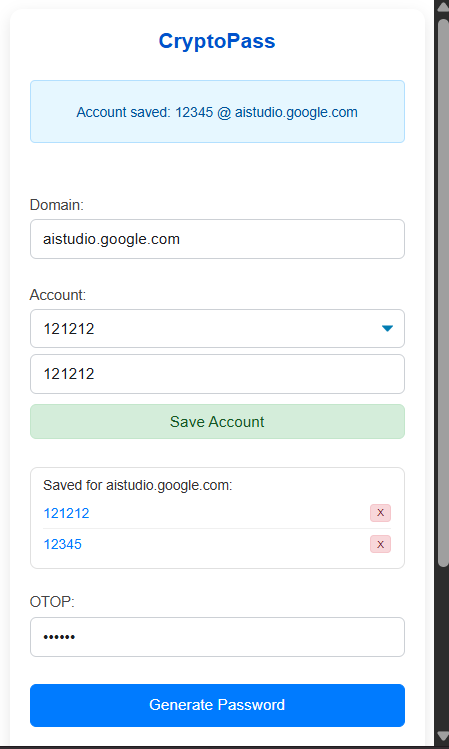 CryptoPass
Account saved: 12345 @ aistudio.google.com
Domain:
aistudio.google.com
Account:
121212
121212
Save Account
Saved for aistudio.google.com:
121212
X
12345
X
OTOP:
••••••
Generate Password